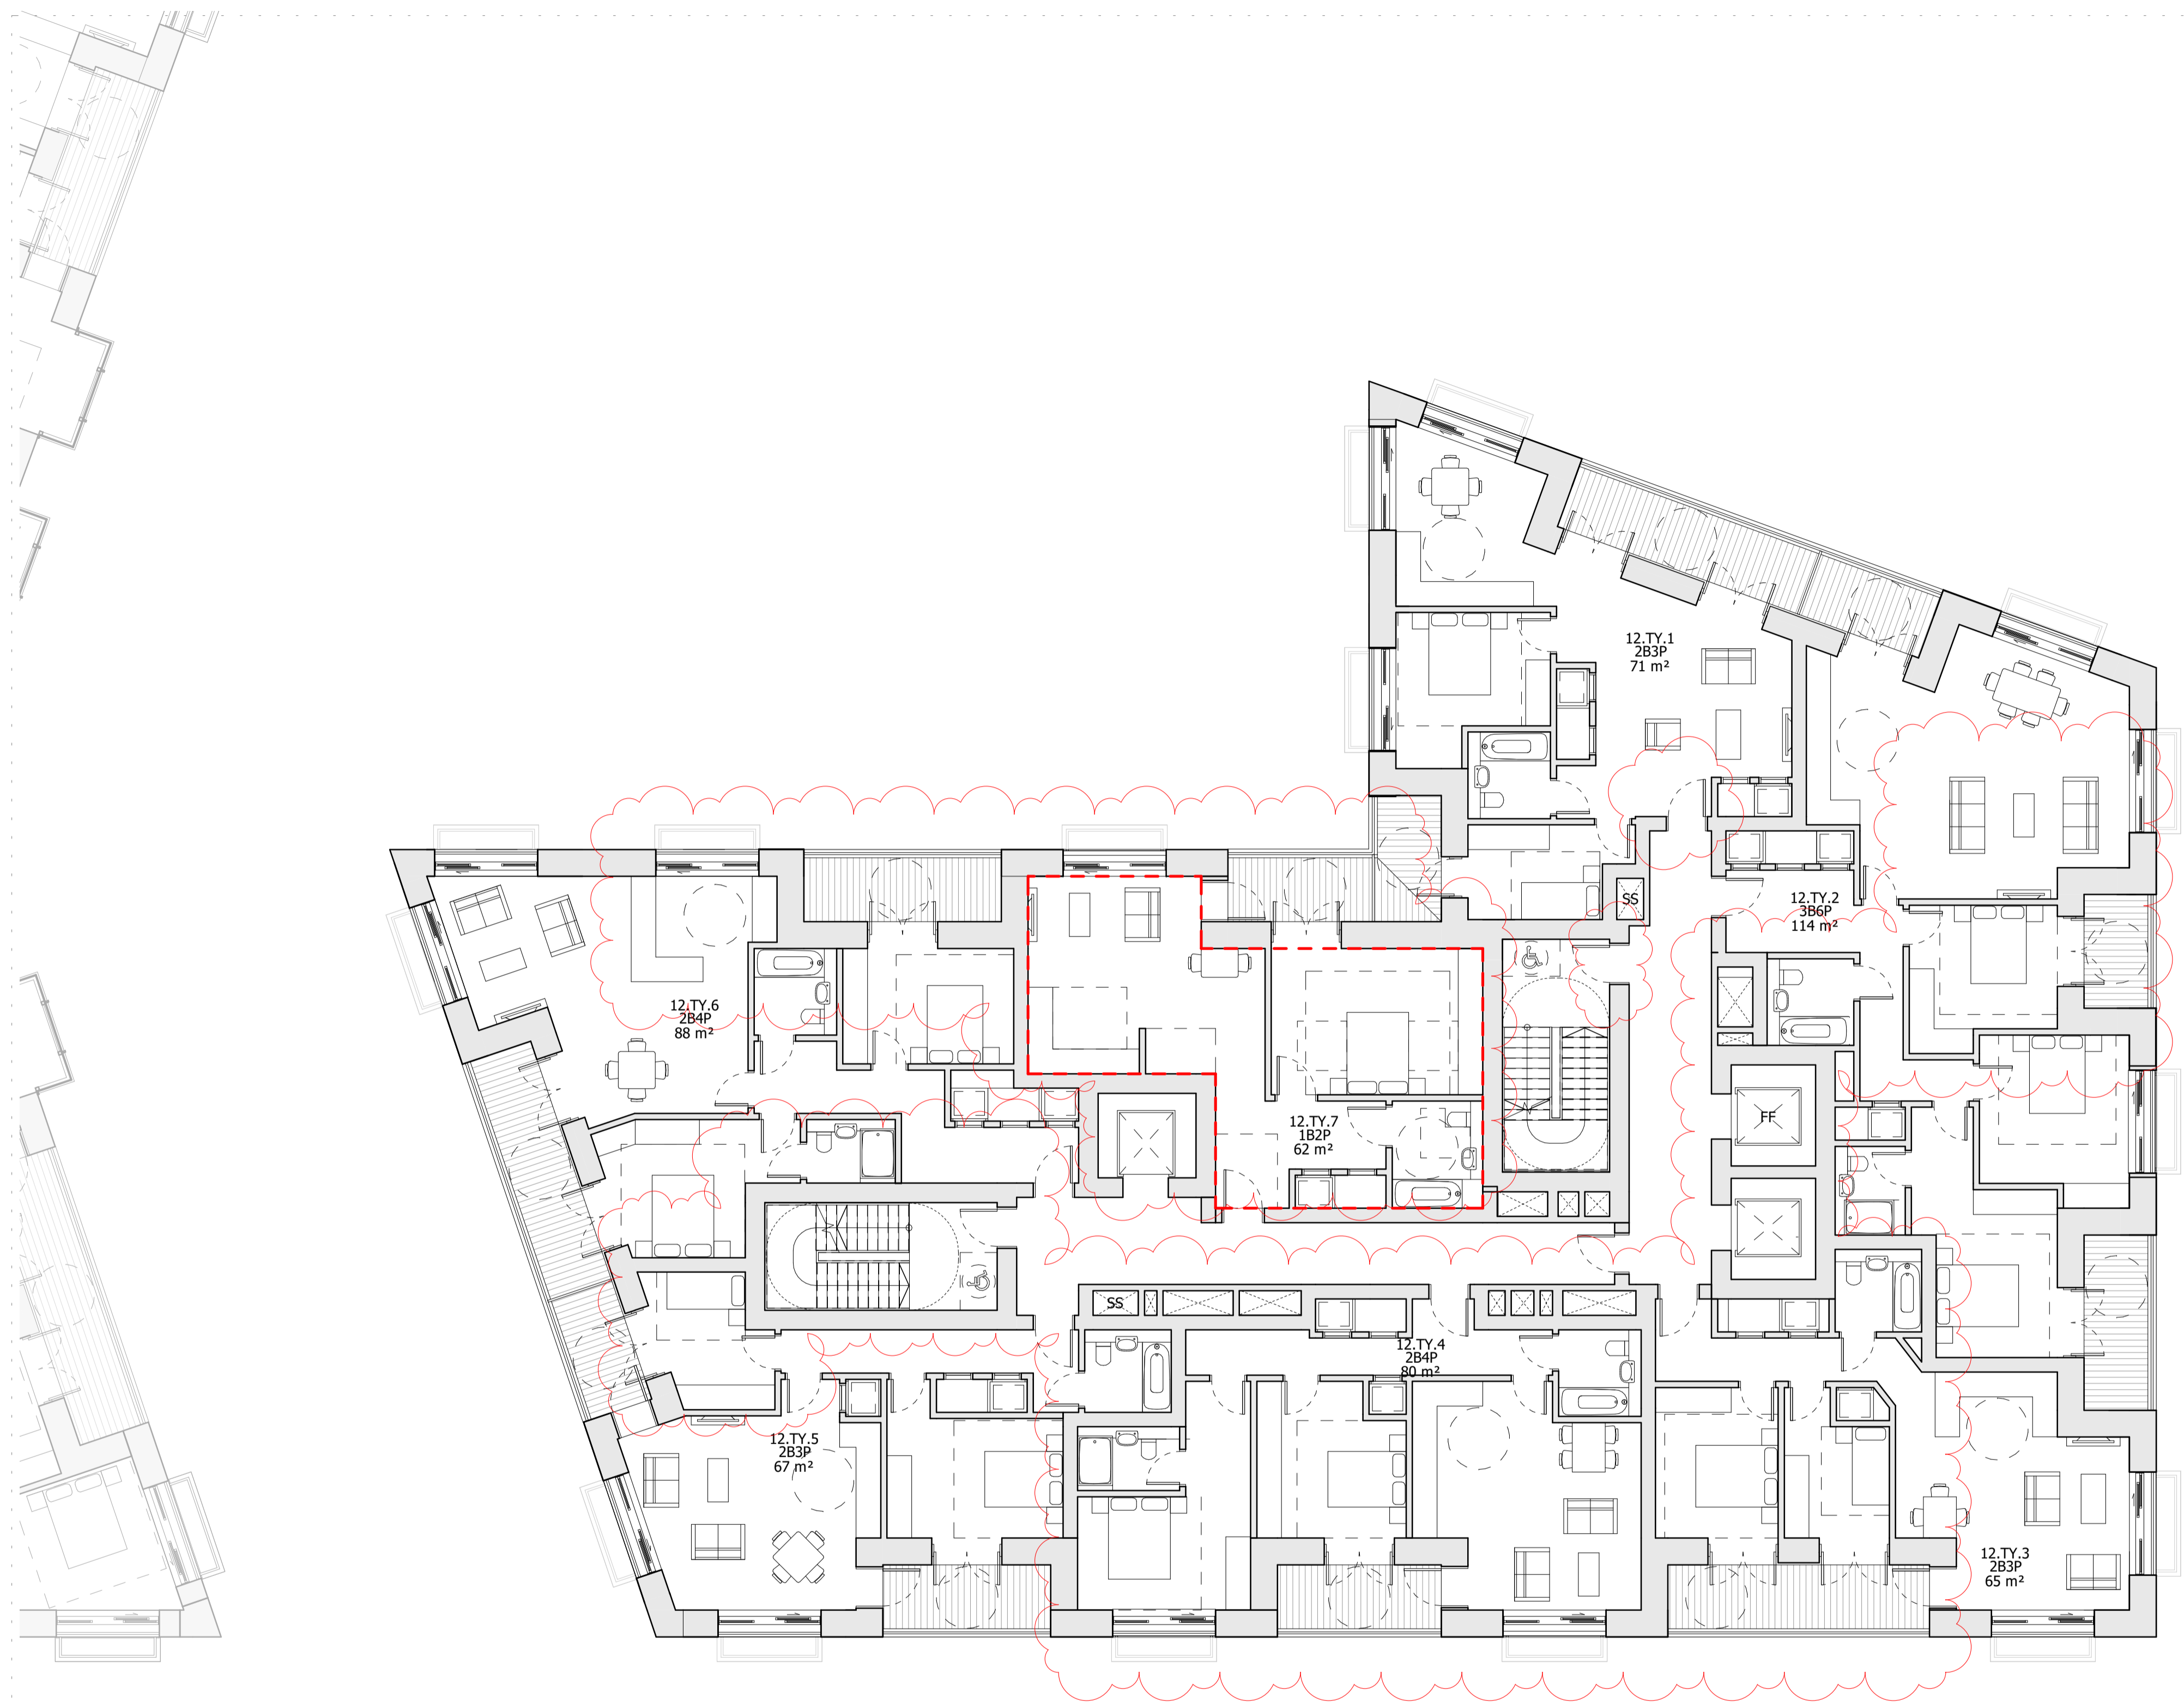 12.TY.1
2B3P
71 m²
SS
12.TY.2
3B6P
114 m²
12.TY.6
2B4P
88 m²
FF
12.TY.7
1B2P
62 m²
SS
12.TY.4
2B4P
80 m²
12.TY.5
2B3P
67 m²
12.TY.3
2B3P
65 m²